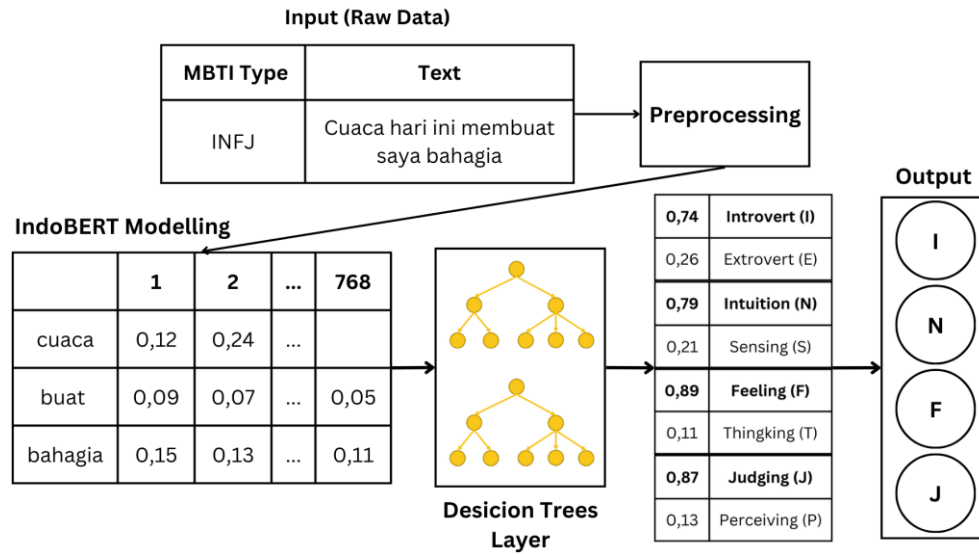 Input (Raw Data)
MBTI Type Text
INFJ Cuaca hari ini membuat
saya bahagia
Preprocessing
IndoBERT Modelling
1 2 ... 768
cuaca 0,12 0,24 ...
buat 0,09 0,07 ... 0,05
bahagia 0,15 0,13 ... 0,11
Desicion Trees
Layer
0,74 Introvert (I)
0,26 Extrovert (E)
0,79 Intuition (N)
0,21 Sensing (S)
0,89 Feeling (F)
0,11 Thingking (T)
0,87 Judging (J)
0,13 Perceiving (P)
Output
I
N
F
J